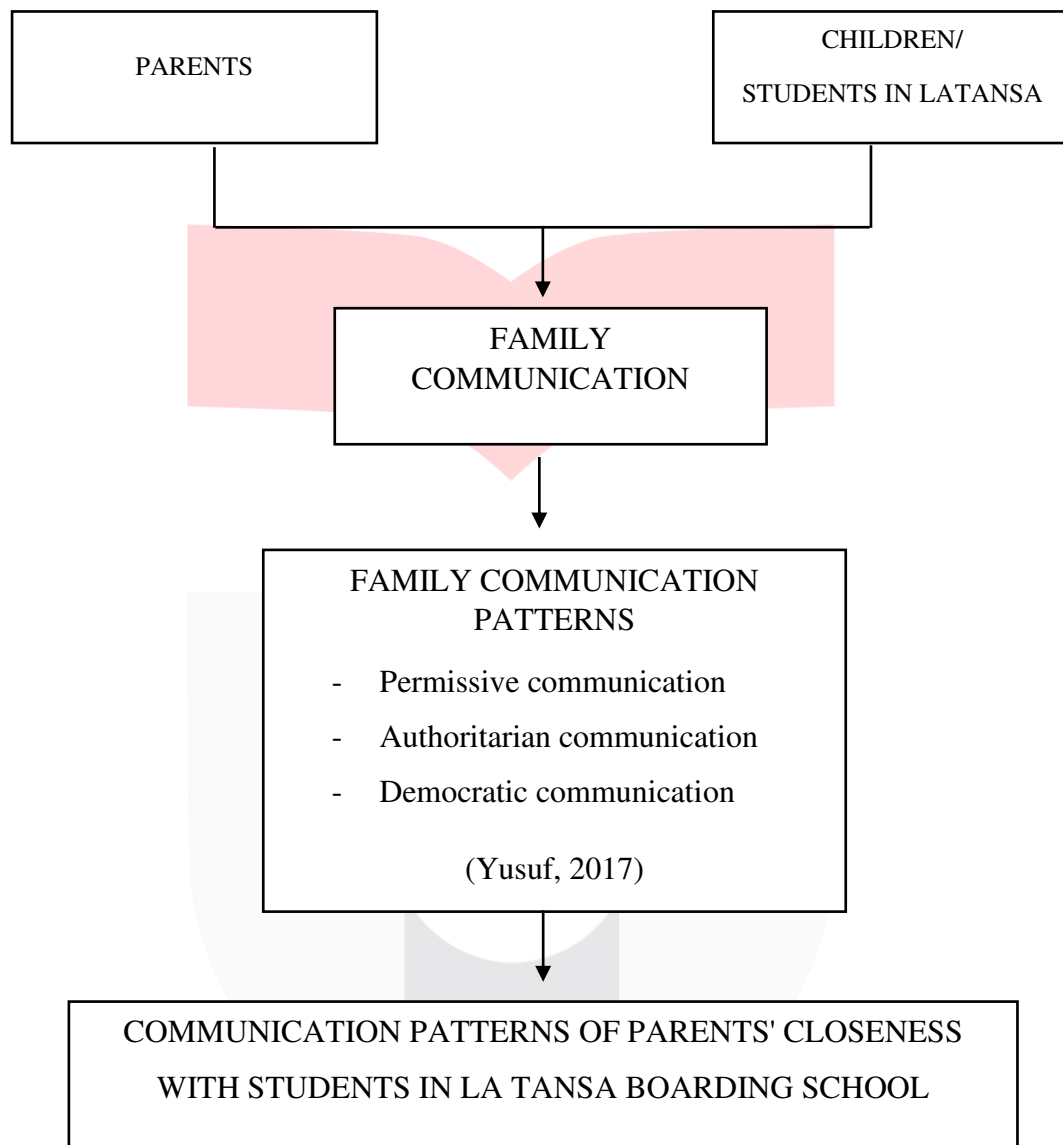 PARENTS
CHILDREN/
STUDENTS IN LATANSA
FAMILY
COMMUNICATION
FAMILY COMMUNICATION
PATTERNS
- Permissive communication
- Authoritarian communication
- Democratic communication
(Yusuf, 2017)
COMMUNICATION PATTERNS OF PARENTS' CLOSENESS
WITH STUDENTS IN LA TANSA BOARDING SCHOOL